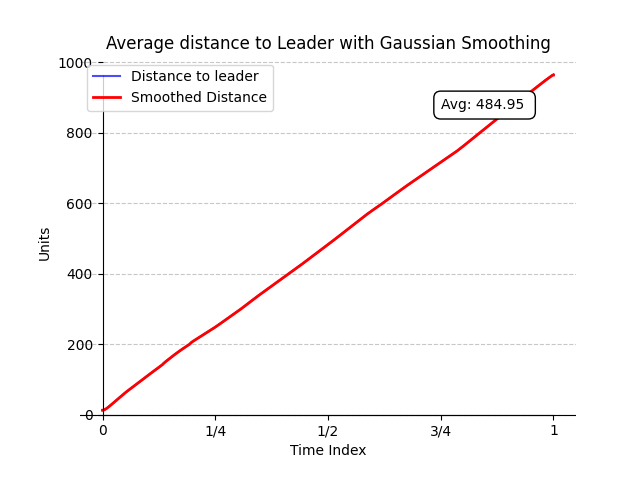 Average distance to Leader with Gaussian Smoothing
1000
Distance to leader
Smoothed Distance
Avg: 484.95
800
600
Units
400
200
0
0 1/4 1/2 3/4 1
Time Index